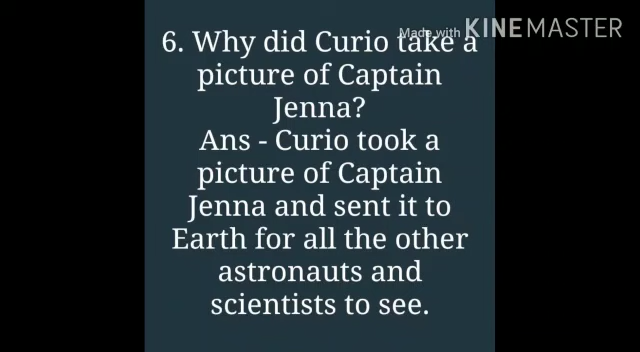 Made with KINEMASTER
6. Why did Curio take a
picture of Captain
Jenna?
Ans - Curio took a
picture of Captain
Jenna and sent it to
Earth for all the other
astronauts and
scientists to see.